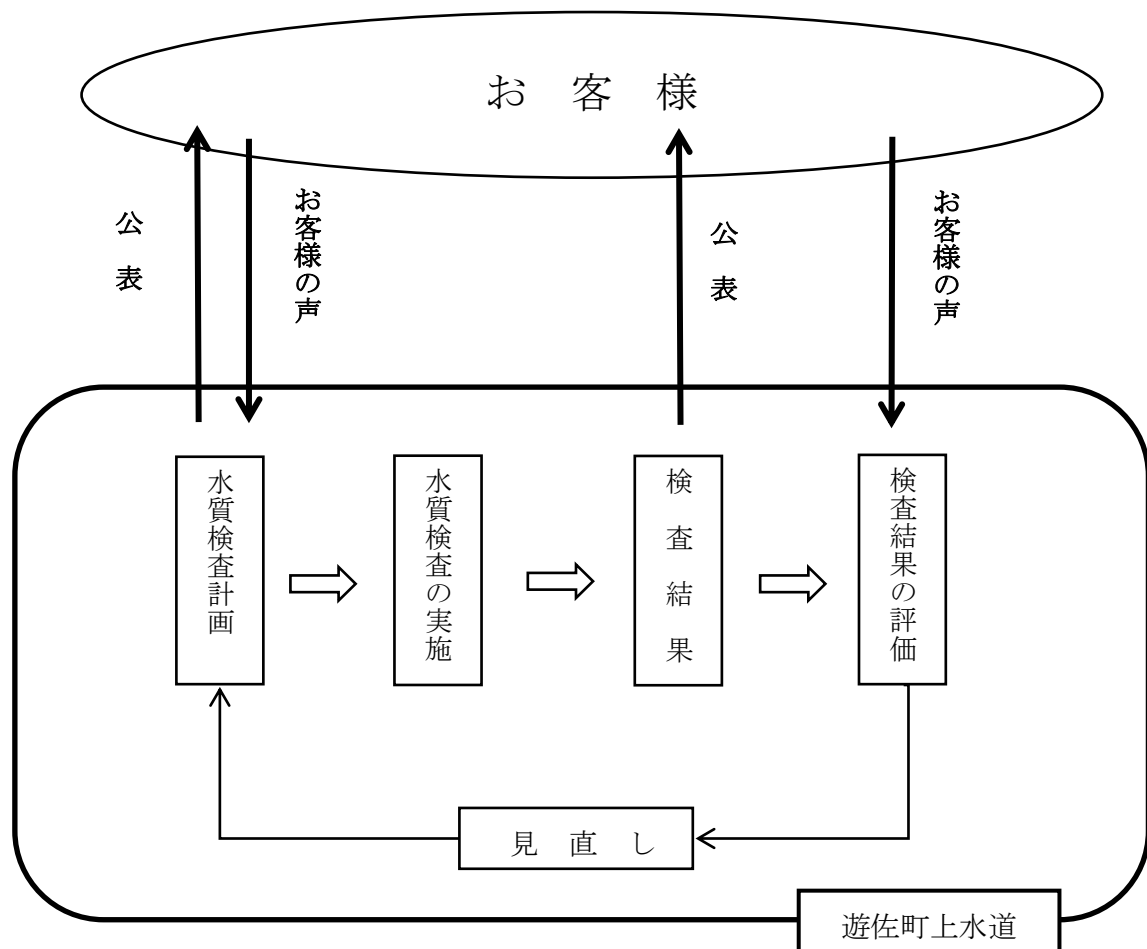 お 客 様
公 表
お客様の声
公 表
お客様の声
水質検査計画
水質検査の実施
検 査 結 果
検査結果の評価
見 直 し
遊佐町上水道